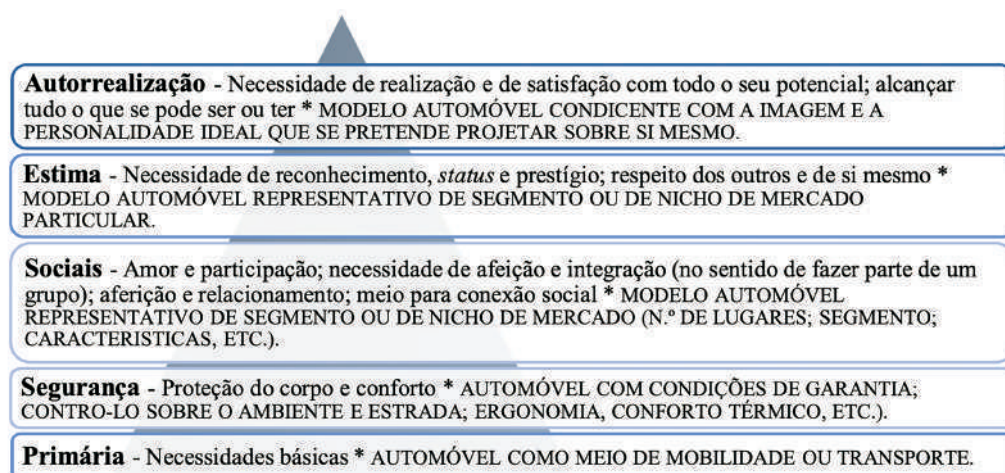 Autorrealização - Necessidade de realização e de satisfação com todo o seu potencial; alcançar
tudo o que se pode ser ou ter * MODELO AUTOMÓVEL CONDICENTE COM A IMAGEM E A
PERSONALIDADE IDEAL QUE SE PRETENDE PROJETAR SOBRE SI MESMO.
Estima - Necessidade de reconhecimento, status e prestígio; respeito dos outros e de si mesmo *
MODELO AUTOMÓVEL REPRESENTATIVO DE SEGMENTO OU DE NICHO DE MERCADO
PARTICULAR.
Sociais - Amor e participação; necessidade de afeição e integração (no sentido de fazer parte de um
grupo); aferição e relacionamento; meio para conexão social * MODELO AUTOMÓVEL
REPRESENTATIVO DE SEGMENTO OU DE NICHO DE MERCADO (N.º DE LUGARES; SEGMENTO;
CARACTERISTICAS, ETC.).
Segurança - Proteção do corpo e conforto * AUTOMÓVEL COM CONDIÇÕES DE GARANTIA;
CONTRO-LO SOBRE O AMBIENTE E ESTRADA; ERGONOMIA, CONFORTO TÉRMICO, ETC.).
Primária - Necessidades básicas * AUTOMÓVEL COMO MEIO DE MOBILIDADE OU TRANSPORTE.